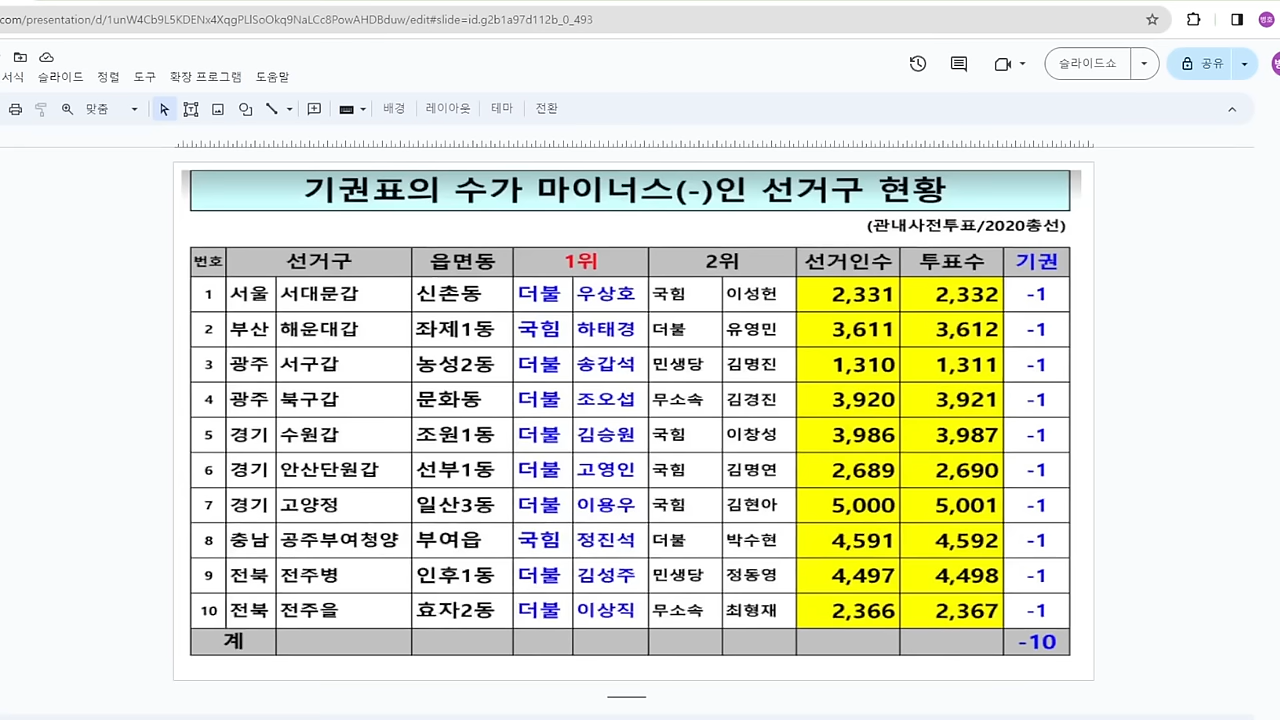 com/presentation/d/1unW4Cb9L5KDENx4XqgPLlSoOkq9NaLCc8PowAHDBduw/edit#slide=id.g2b1a97d112b_0_493
서식 슬라이드 정렬 도구 확장 프로그램 도움말
슬라이드쇼 공유
맞춤 배경 레이아웃 테마 전환
기권표의 수가 마이너스(-)인 선거구 현황
(관내사전투표/2020총선)
번호 선거구 읍면동 1위 2위 선거인수 투표수 기권
1 서울 서대문갑 신촌동 더불 우상호 국힘 이성헌 2,331 2,332 -1
2 부산 해운대갑 좌제1동 국힘 하태경 더불 유영민 3,611 3,612 -1
3 광주 서구갑 농성2동 더불 송갑석 민생당 김명진 1,310 1,311 -1
4 광주 북구갑 문화동 더불 조오섭 무소속 김경진 3,920 3,921 -1
5 경기 수원갑 조원1동 더불 김승원 국힘 이창성 3,986 3,987 -1
6 경기 안산단원갑 선부1동 더불 고영인 국힘 김명연 2,689 2,690 -1
7 경기 고양정 일산3동 더불 이용우 국힘 김현아 5,000 5,001 -1
8 충남 공주부여청양 부여읍 국힘 정진석 더불 박수현 4,591 4,592 -1
9 전북 전주병 인후1동 더불 김성주 민생당 정동영 4,497 4,498 -1
10 전북 전주을 효자2동 더불 이상직 무소속 최형재 2,366 2,367 -1
계 -10